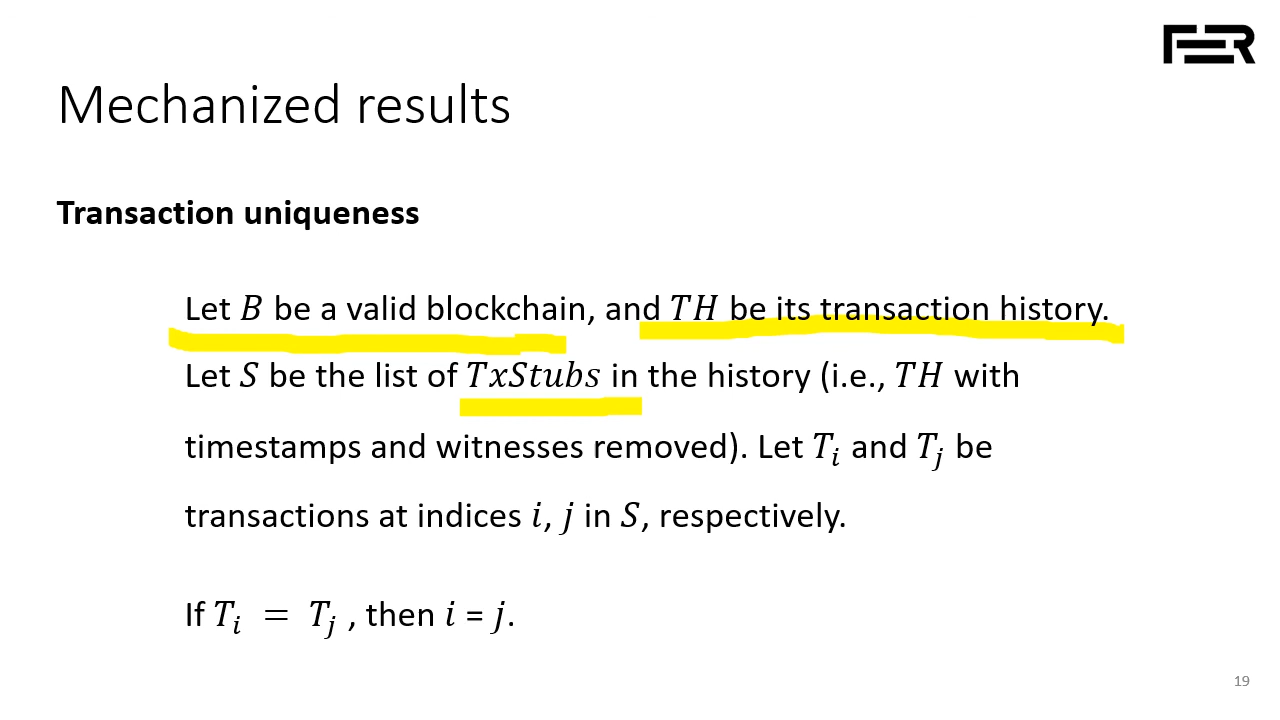 FER
Mechanized results
Transaction uniqueness
Let B be a valid blockchain, and TH be its transaction history.
Let S be the list of TxStubs in the history (i.e., TH with
timestamps and witnesses removed). Let Tᵢ and Tⱼ be
transactions at indices i, j in S, respectively.
If Tᵢ = Tⱼ , then i = j.
19